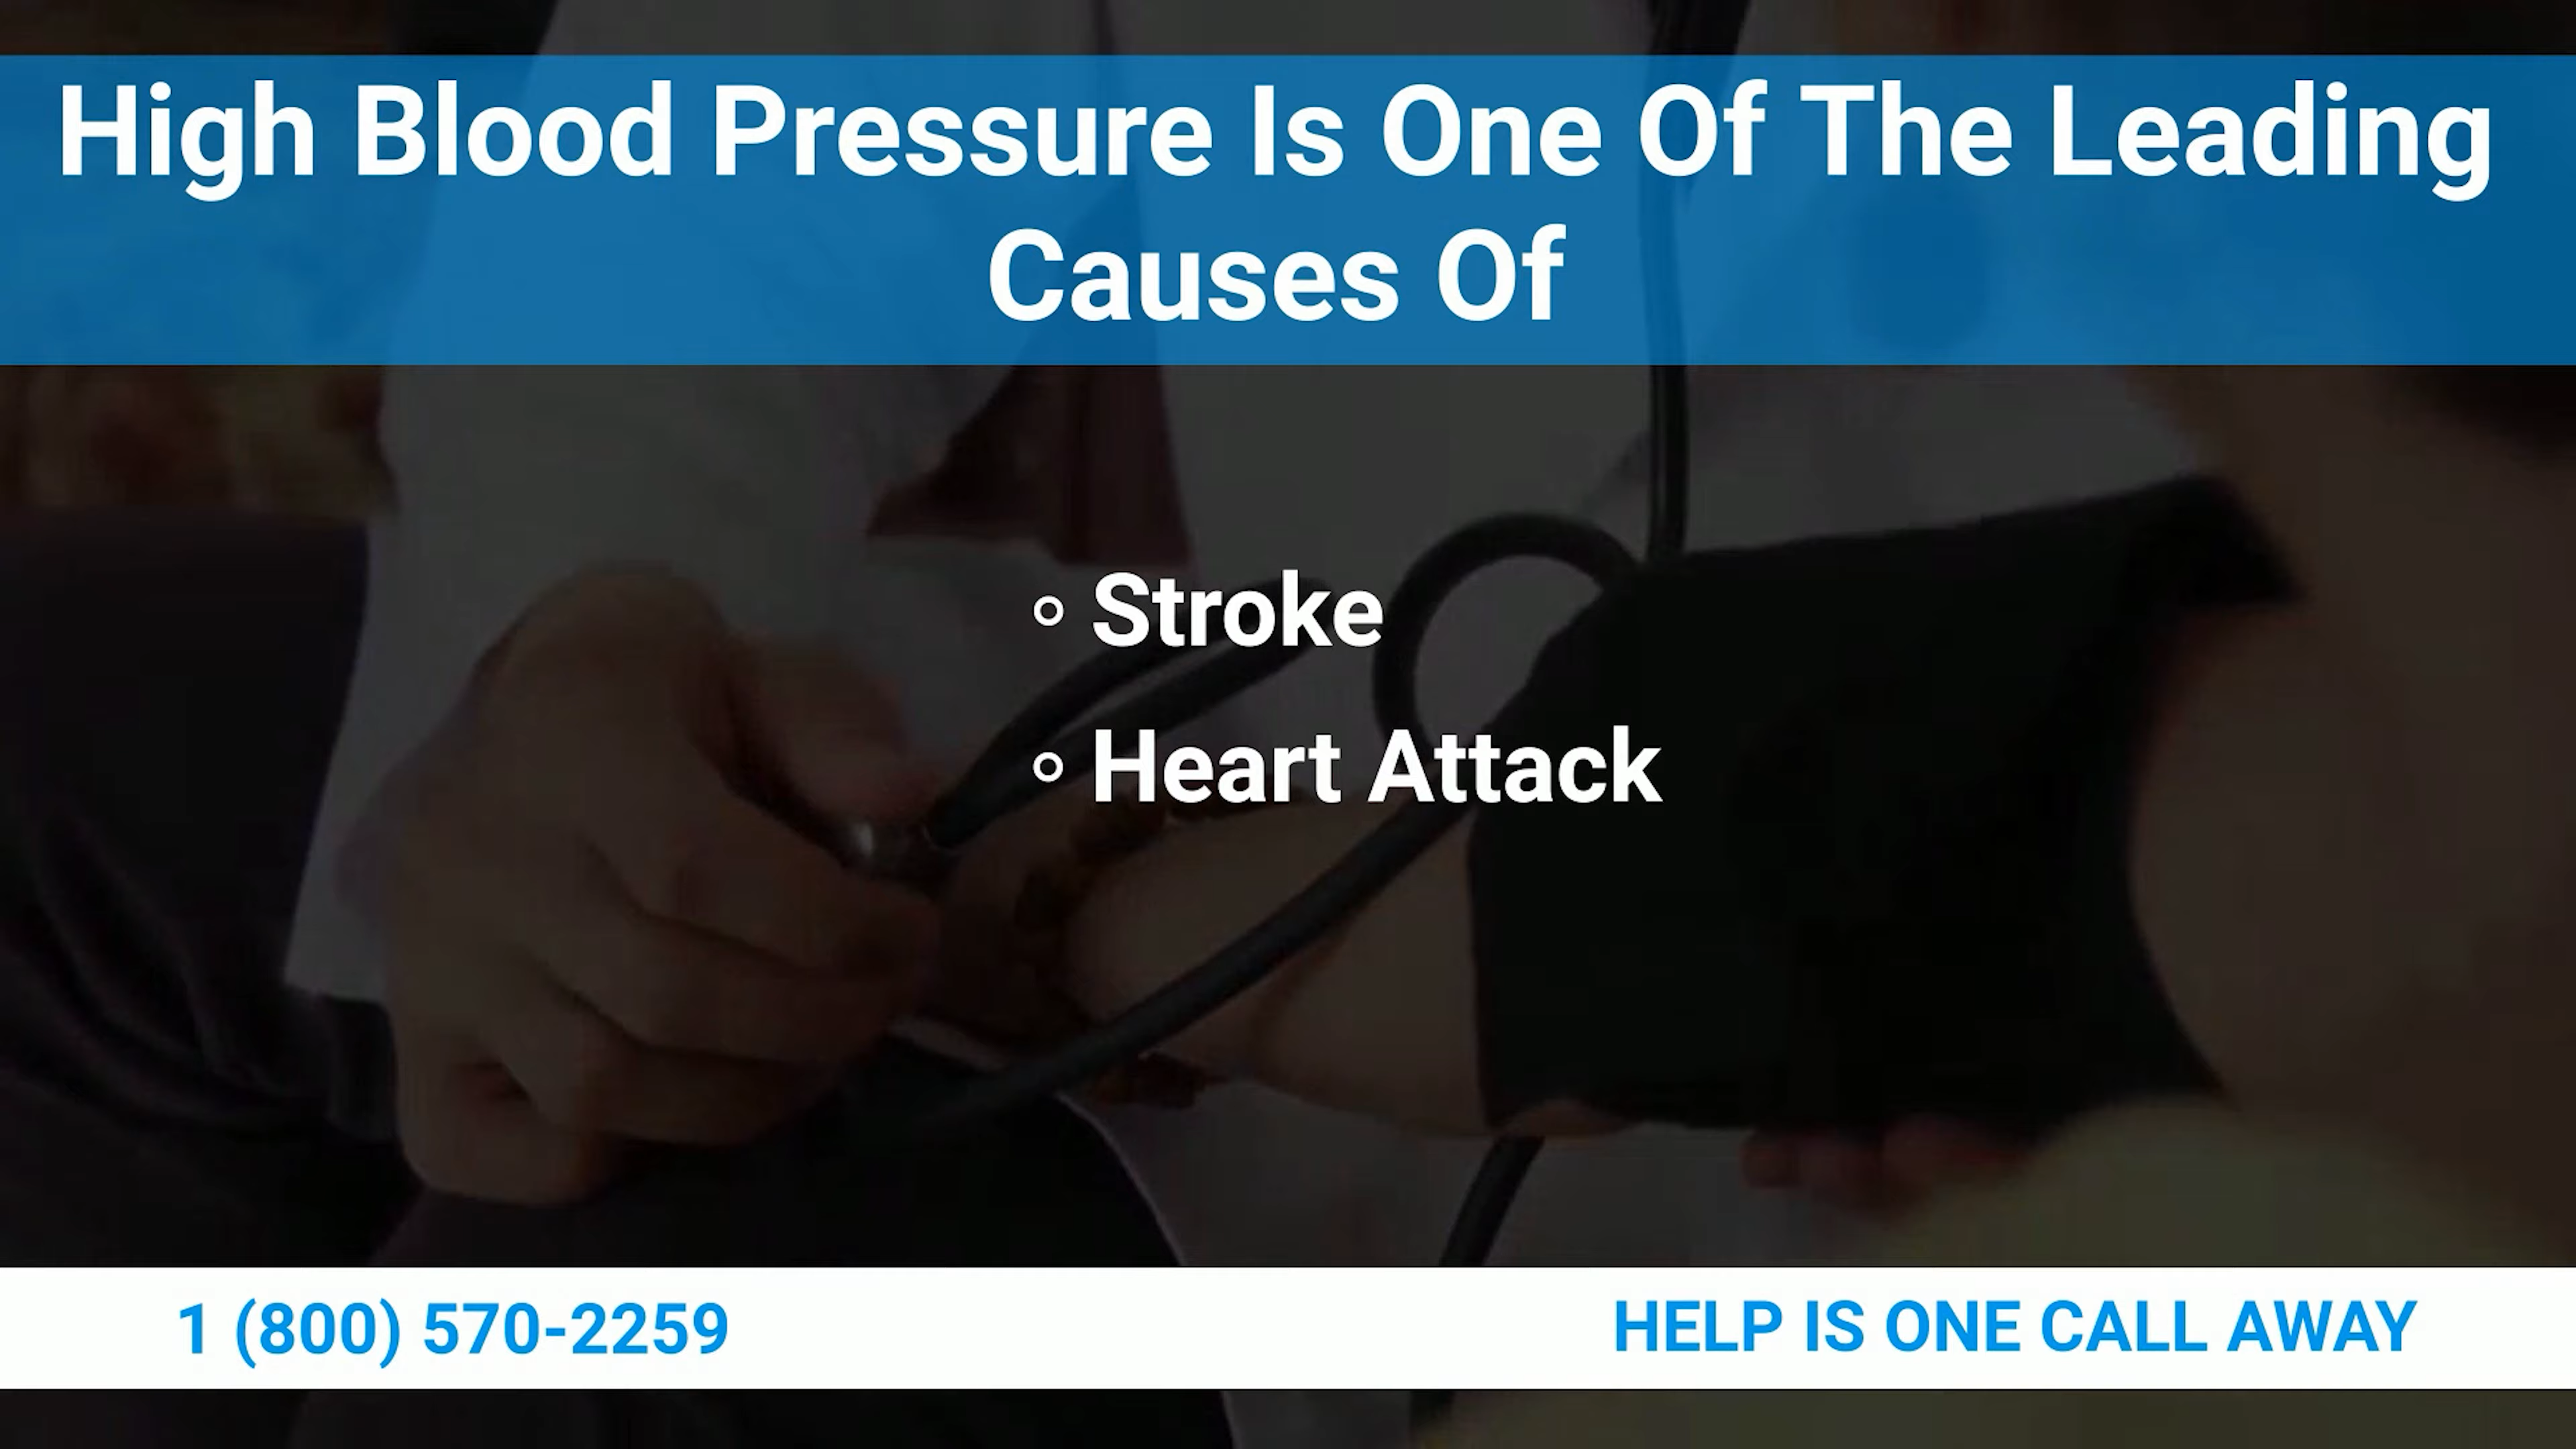 High Blood Pressure Is One Of The Leading
Causes Of
◦ Stroke
◦ Heart Attack
1 (800) 570-2259
HELP IS ONE CALL AWAY